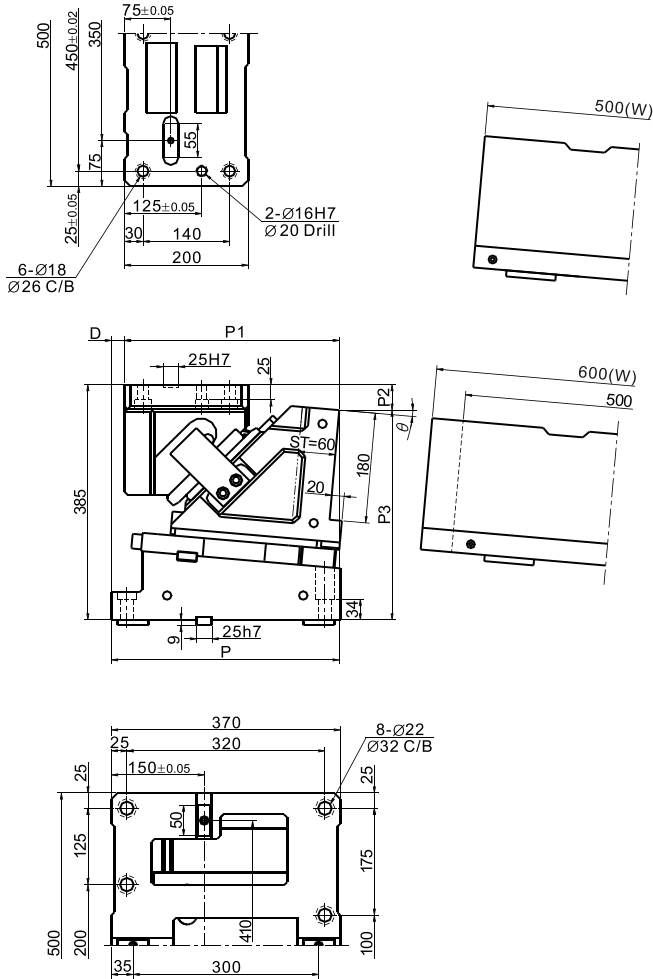 75±0.05
500
450±0.02
350
55
75
25±0.05
125±0.05
30
140
200
2-Ø16H7
Ø20 Drill
6-Ø18
Ø26 C/B
500(W)
D
P1
25H7
25
P2
θ
ST=60
180
20
385
P3
34
9
25h7
P
600(W)
500
370
25
320
150±0.05
8-Ø22
Ø32 C/B
25
25
50
125
175
410
500
200
100
35
300